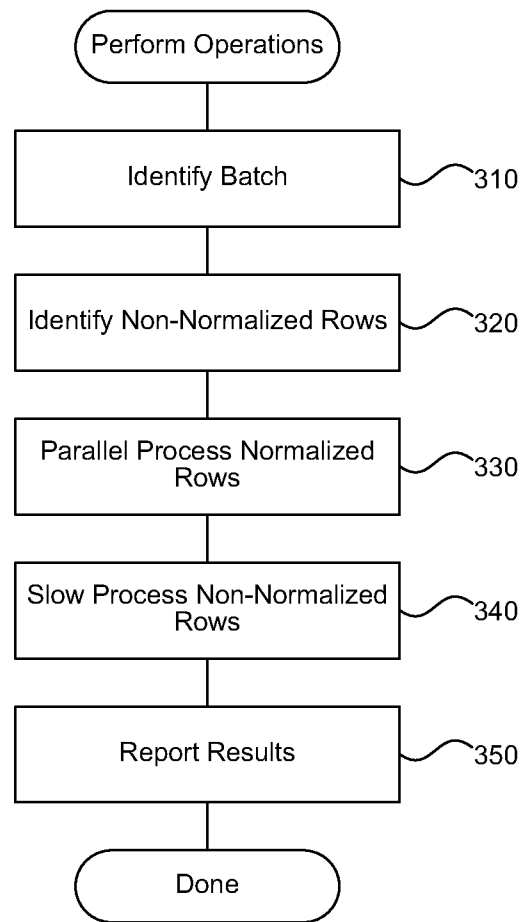 Perform Operations
Identify Batch
310
Identify Non-Normalized Rows
320
Parallel Process Normalized
Rows
330
Slow Process Non-Normalized
Rows
340
Report Results
350
Done